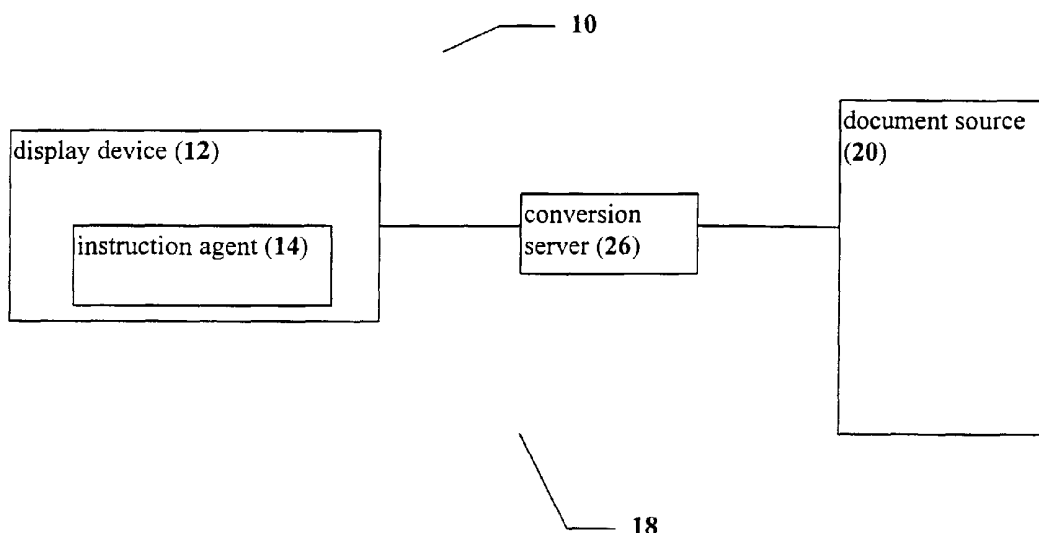 10
display device (12)
instruction agent (14)
conversion
server (26)
document source
(20)
18